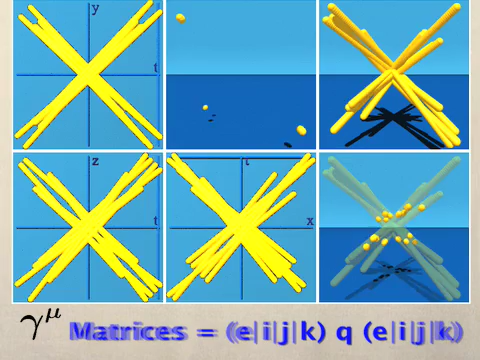 y
t
z
t
t
x
γ^μ Matrices = (e|i|j|k) q (e|i|j|k)